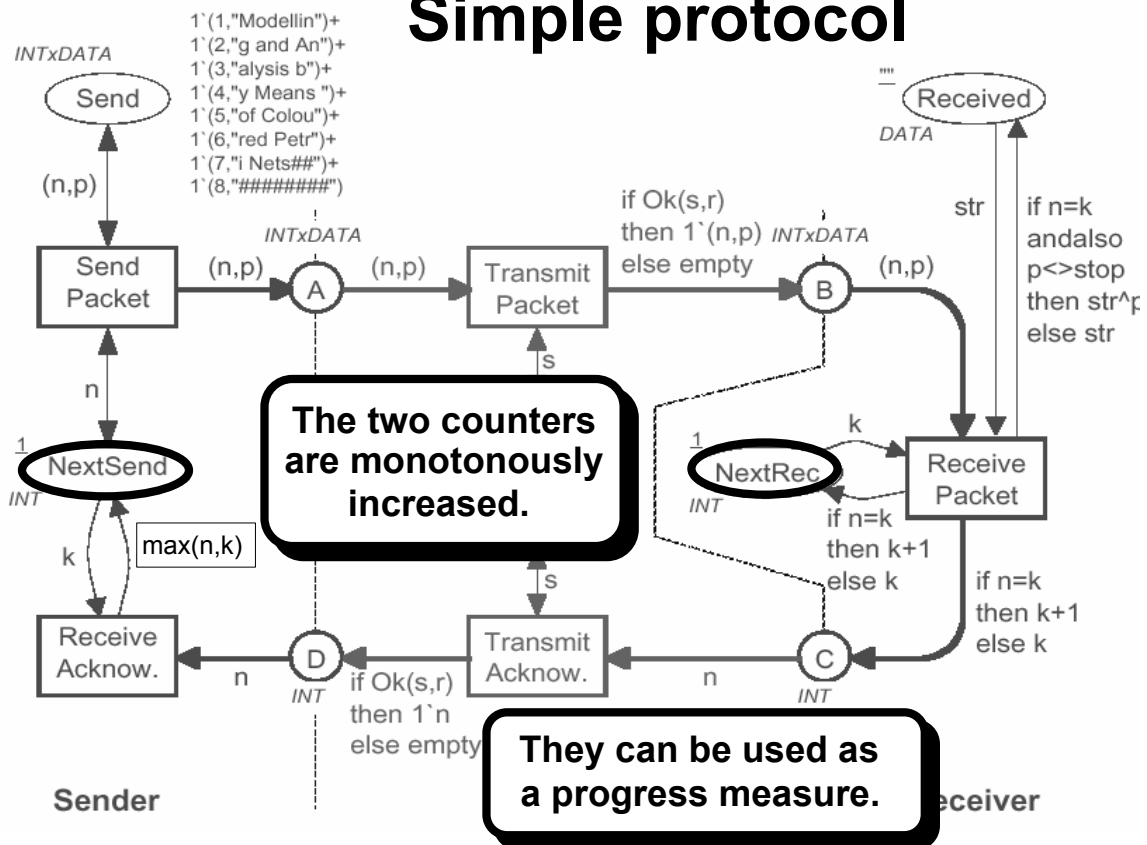 Simple protocol
1`(1,"Modellin")+
1`(2,"g and An")+
1`(3,"alysis b")+
1`(4,"y Means ")+
1`(5,"of Colou")+
1`(6,"red Petr")+
1`(7,"i Nets##")+
1`(8,"########")
INTxDATA
Send
(n,p)
Send
Packet
(n,p)
INTxDATA
A
(n,p)
Transmit
Packet
if Ok(s,r)
then 1`(n,p)
else empty
INTxDATA
B
(n,p)
""
Received
DATA
str
if n=k
andalso
p<>stop
then str^p
else str
n
s
The two counters
are monotonously
increased.
1
NextSend
INT
1
NextRec
INT
k
if n=k
then k+1
else k
Receive
Packet
k
max(n,k)
s
if n=k
then k+1
else k
Receive
Acknow.
n
D
INT
if Ok(s,r)
then 1`n
else empty
Transmit
Acknow.
n
C
INT
They can be used as
a progress measure.
Sender
eceiver